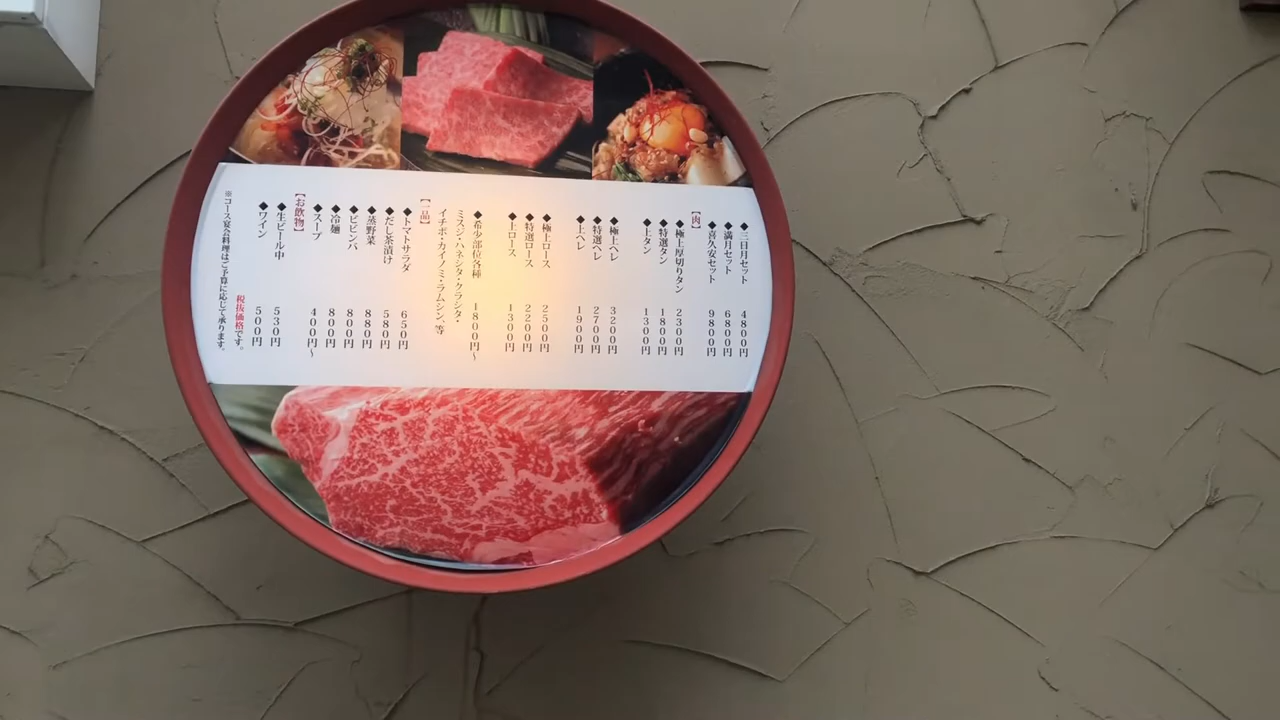 ◆三日月セット 4800円
◆満月セット 6800円
◆喜久安セット 9800円
【肉】
◆極上厚切りタン 2300円
◆特選タン 1800円
◆上タン 1300円
◆極上ヘレ 3200円
◆特選ヘレ 2700円
◆上ヘレ 1900円
◆極上ロース 2500円
◆特選ロース 2200円
◆上ロース 1300円
◆希少部位各種 1800円～
ミスジ・ハネシタ・クラシタ・
イチボ・カイノミ・ラムシン、等
【一品】
◆トマトサラダ 650円
◆だし茶漬け 580円
◆蒸野菜 880円
◆ビビンバ 800円
◆冷麺 800円
◆スープ 400円～
【お飲物】
◆生ビール中 530円
◆ワイン 500円
税抜価格です。
※コース宴会料理はご予算に応じて承ります。